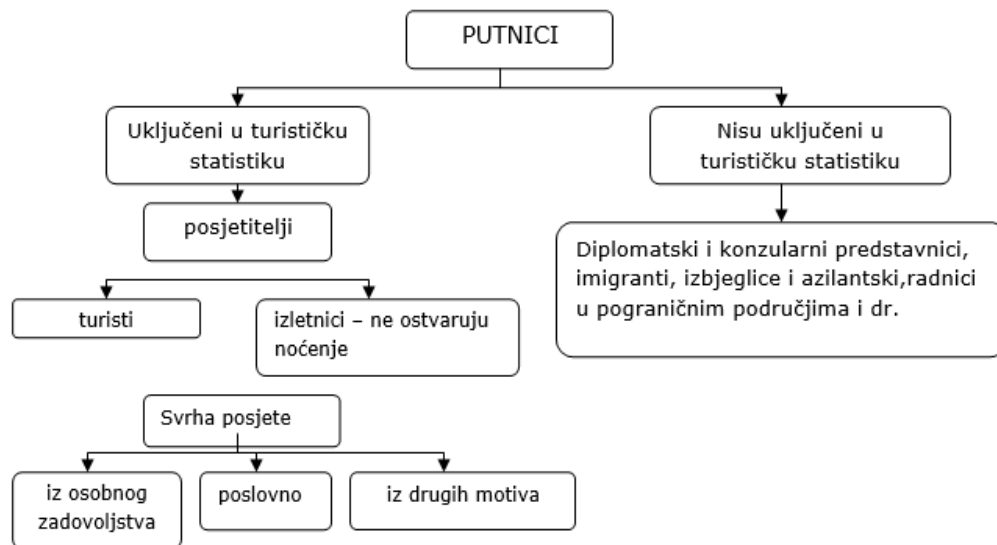 PUTNICI
Uključeni u turističku
statistiku
Nisu uključeni u
turističku statistiku
posjetitelji
Diplomatski i konzularni predstavnici,
imigranti, izbjeglice i azilantski,radnici
u pograničnim područjima i dr.
turisti
izletnici – ne ostvaruju
noćenje
Svrha posjete
iz osobnog
zadovoljstva
poslovno
iz drugih motiva